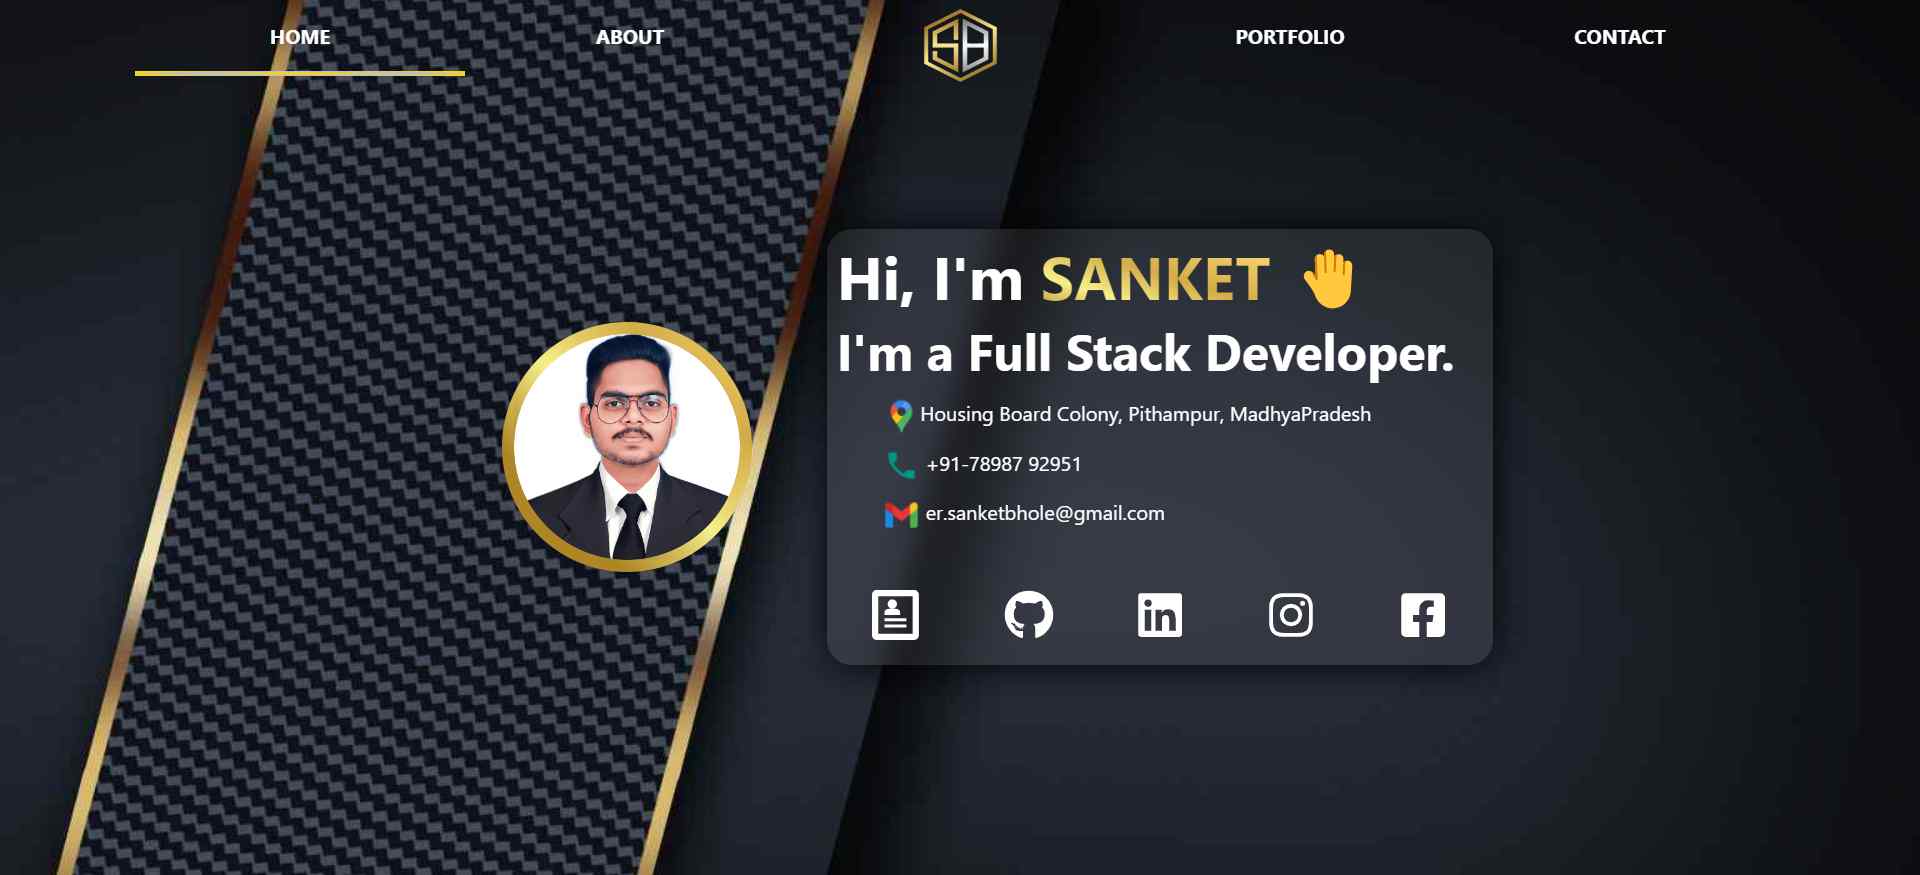 HOME
ABOUT
SB
PORTFOLIO
CONTACT
Hi, I'm SANKET
I'm a Full Stack Developer.
Housing Board Colony, Pithampur, MadhyaPradesh
+91-78987 92951
er.sanketbhole@gmail.com
in